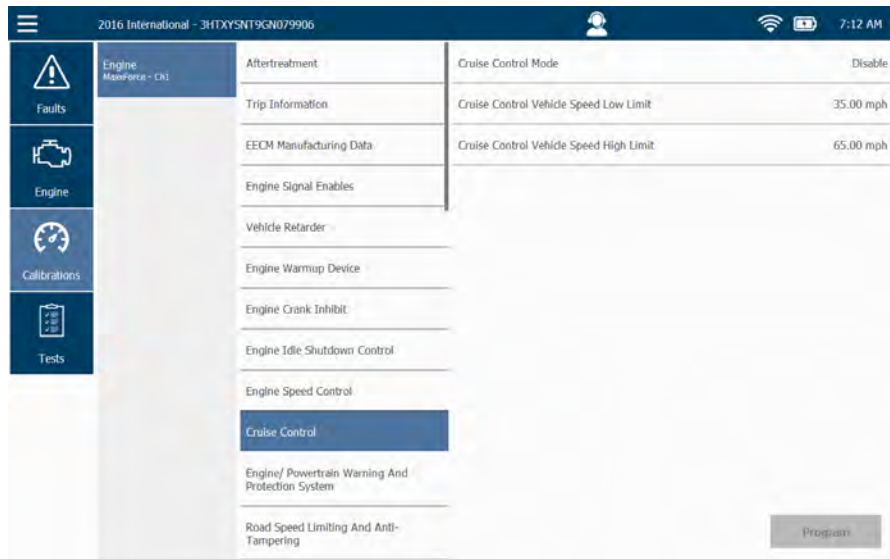 2016 International - 3HTXYSNT9GN079906
7:12 AM
Faults
Engine
Calibrations
Tests
Engine
MaxxForce - Ch1
Aftertreatment
Trip Information
EECM Manufacturing Data
Engine Signal Enables
Vehicle Retarder
Engine Warmup Device
Engine Crank Inhibit
Engine Idle Shutdown Control
Engine Speed Control
Cruise Control
Engine/ Powertrain Warning And
Protection System
Road Speed Limiting And Anti-
Tampering
Cruise Control Mode Disable
Cruise Control Vehicle Speed Low Limit 35.00 mph
Cruise Control Vehicle Speed High Limit 65.00 mph
Program